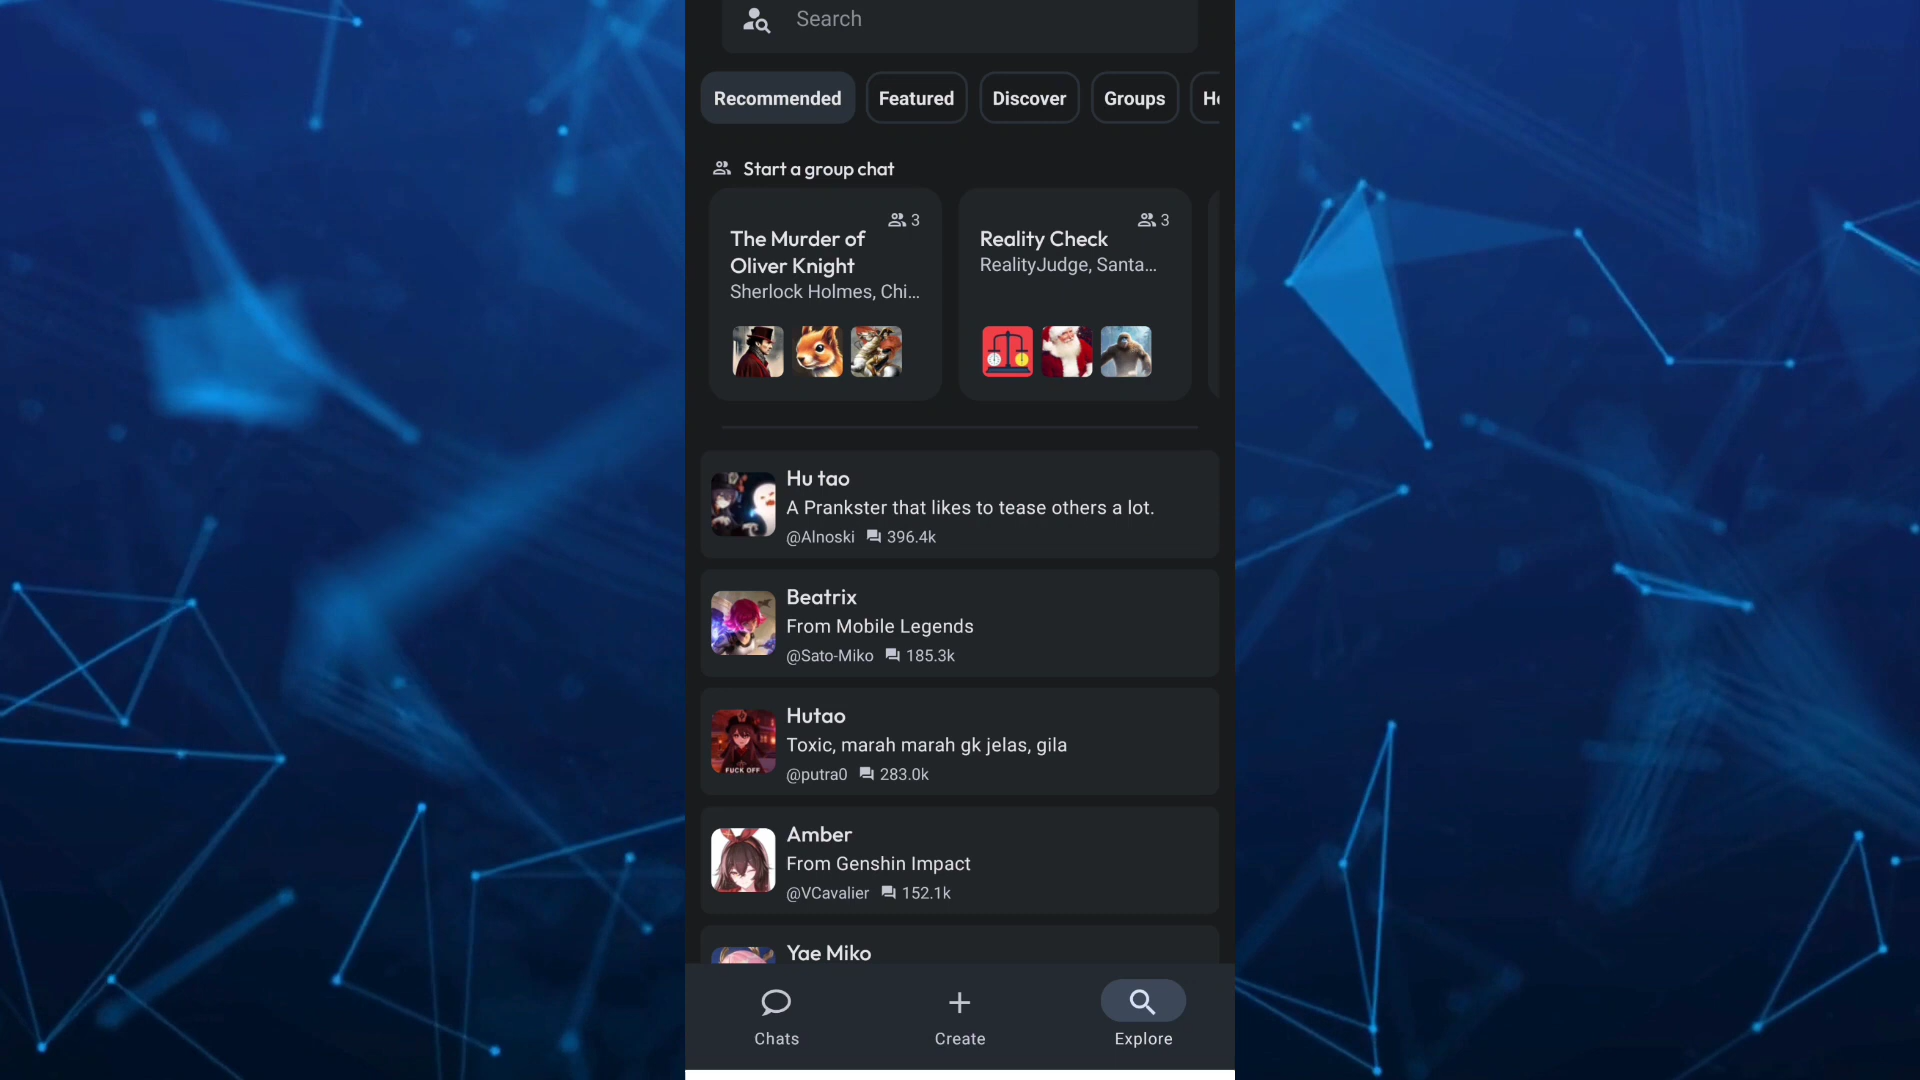 Search
Recommended Featured Discover Groups
Start a group chat
3
The Murder of
Oliver Knight
Sherlock Holmes, Chi...
3
Reality Check
RealityJudge, Santa...
Hu tao
A Prankster that likes to tease others a lot.
@Alnoski 396.4k
Beatrix
From Mobile Legends
@Sato-Miko 185.3k
Hutao
Toxic, marah marah gk jelas, gila
@putra0 283.0k
FUCK OFF
Amber
From Genshin Impact
@VCavalier 152.1k
Yae Miko
Chats Create Explore